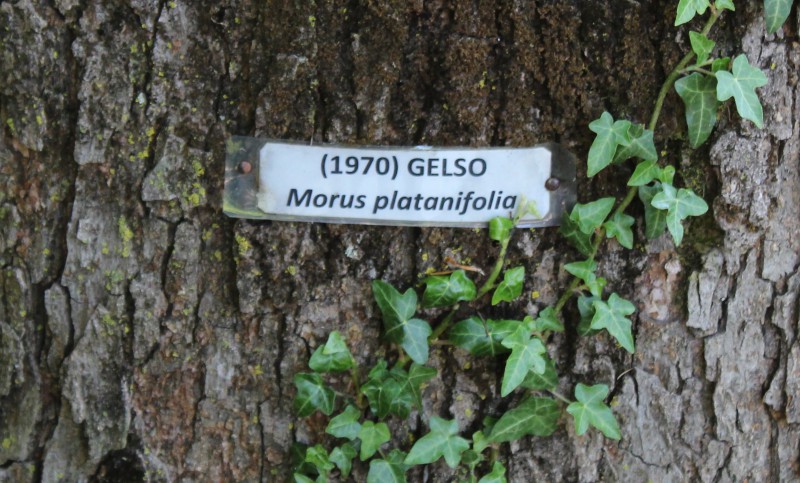 (1970) GELSO
Morus platanifolia